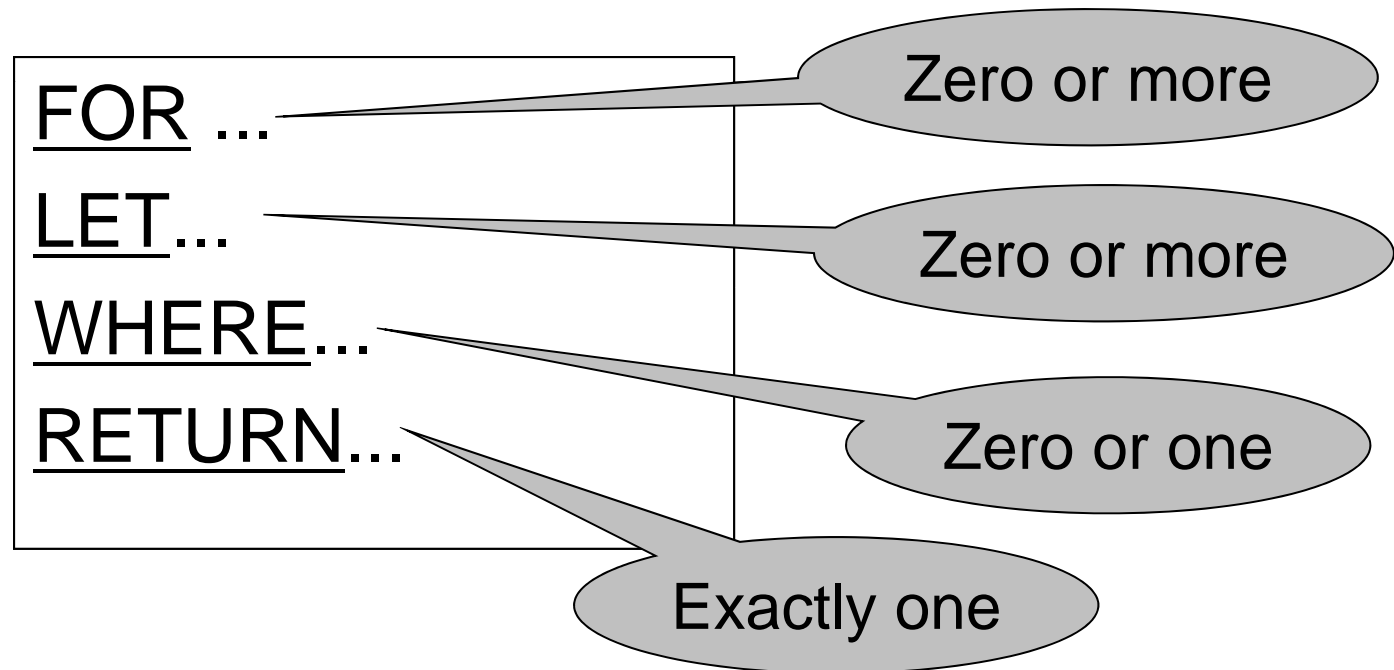 FOR ...
Zero or more
LET...
Zero or more
WHERE...
Zero or one
RETURN...
Exactly one